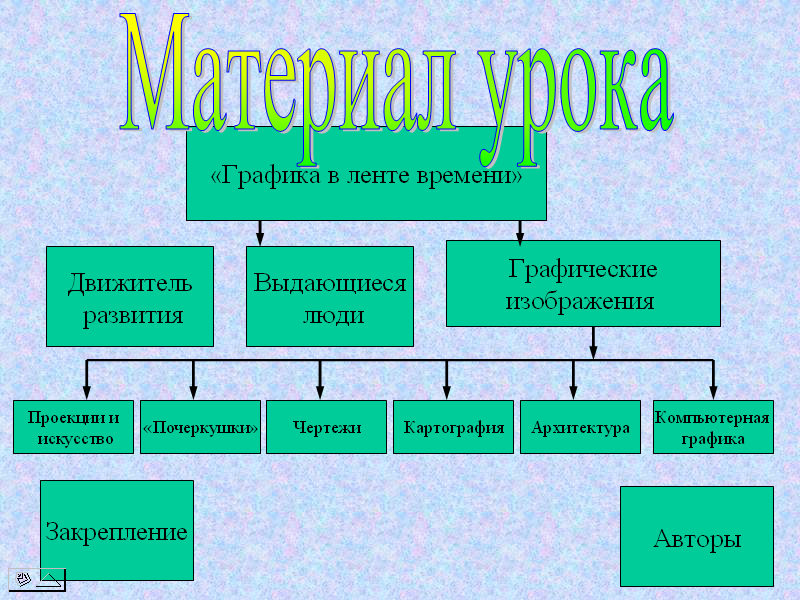 Материал урока
«Графика в ленте времени»
Движитель
развития
Выдающиеся
люди
Графические
изображения
Проекции и
искусство
«Почеркушки»
Чертежи
Картография
Архитектура
Компьютерная
графика
Закрепление
Авторы